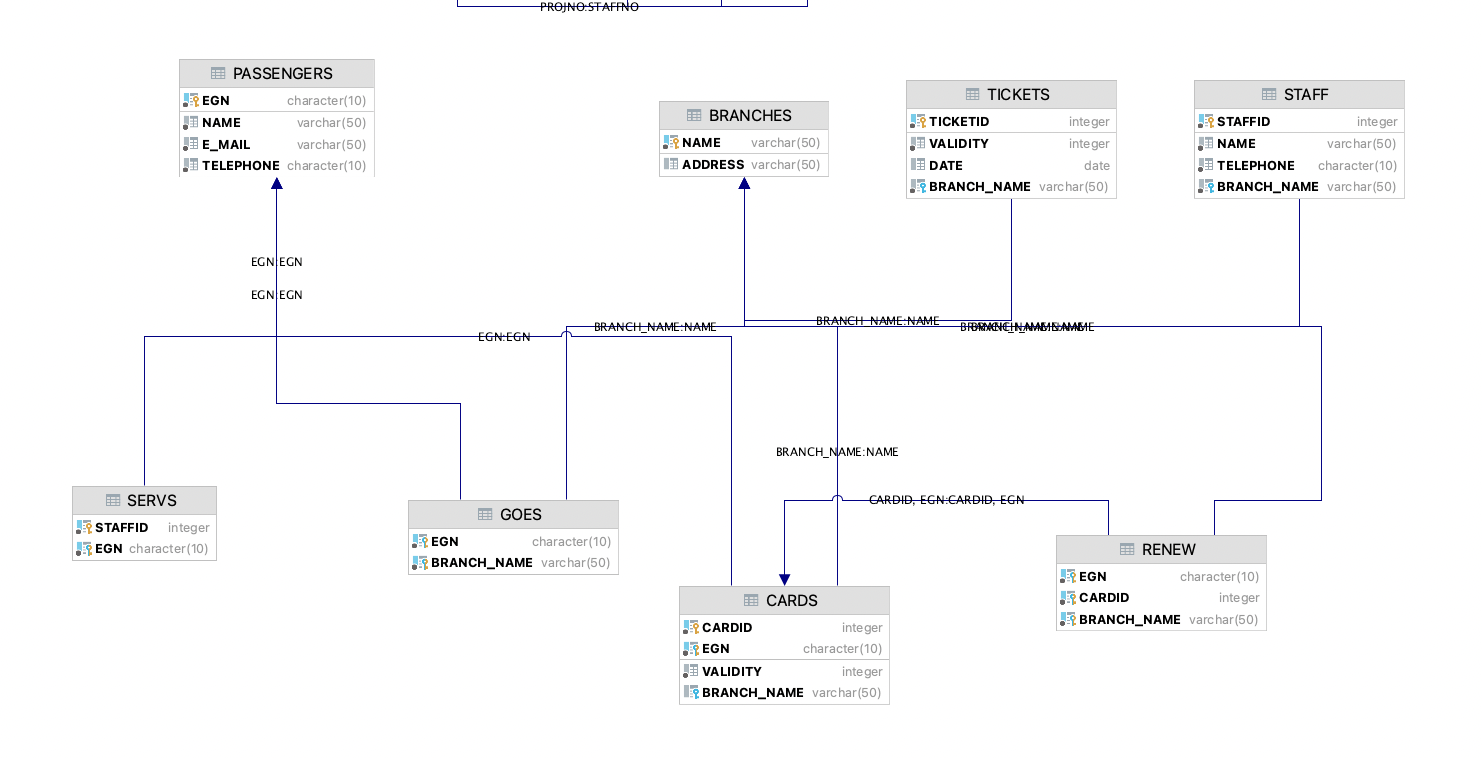 PROJNO:STAFFNO
PASSENGERS
EGN character(10)
NAME varchar(50)
E_MAIL varchar(50)
TELEPHONE character(10)
BRANCHES
NAME varchar(50)
ADDRESS varchar(50)
TICKETS
TICKETID integer
VALIDITY integer
DATE date
BRANCH_NAME varchar(50)
STAFF
STAFFID integer
NAME varchar(50)
TELEPHONE character(10)
BRANCH_NAME varchar(50)
EGN:EGN
EGN:EGN
BRANCH_NAME:NAME
BRANCH_NAME:NAME
EGN:EGN
BRANCH_NAME:NAME
CARDID, EGN:CARDID, EGN
SERVS
STAFFID integer
EGN character(10)
GOES
EGN character(10)
BRANCH_NAME varchar(50)
CARDS
CARDID integer
EGN character(10)
VALIDITY integer
BRANCH_NAME varchar(50)
RENEW
EGN character(10)
CARDID integer
BRANCH_NAME varchar(50)